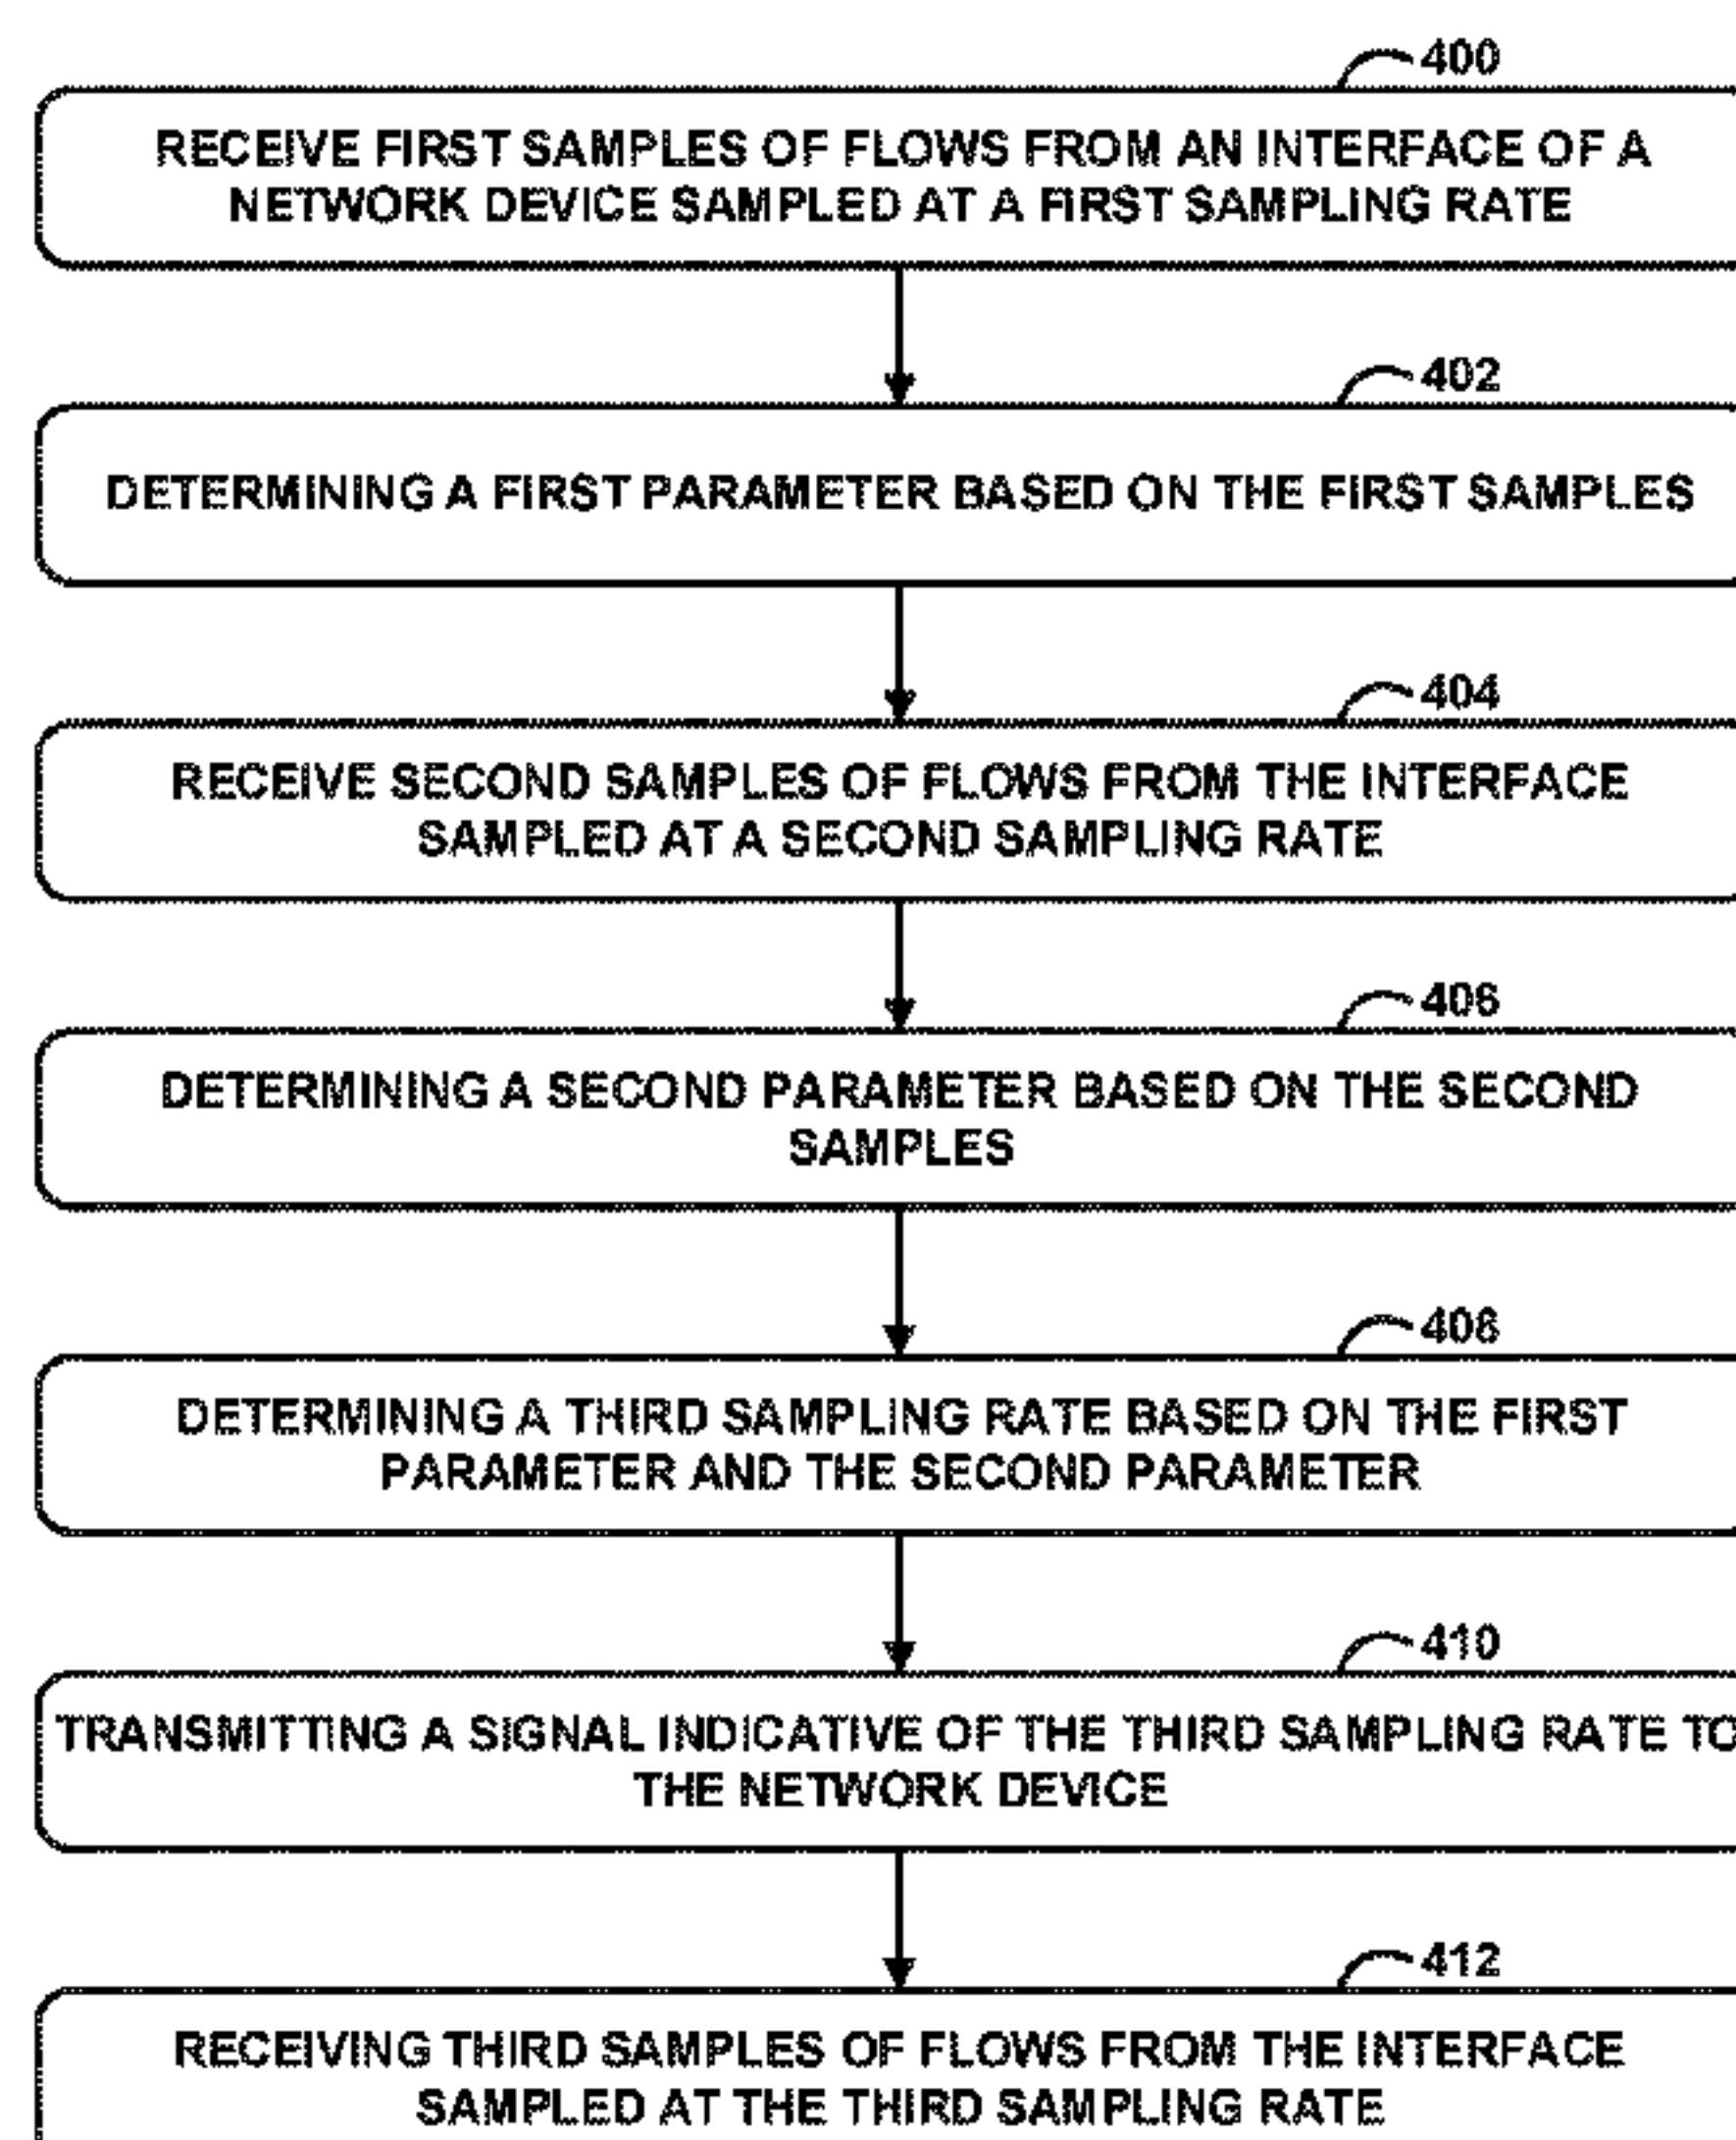 400
RECEIVE FIRST SAMPLES OF FLOWS FROM AN INTERFACE OF A
NETWORK DEVICE SAMPLED AT A FIRST SAMPLING RATE
402
DETERMINING A FIRST PARAMETER BASED ON THE FIRST SAMPLES
404
RECEIVE SECOND SAMPLES OF FLOWS FROM THE INTERFACE
SAMPLED AT A SECOND SAMPLING RATE
406
DETERMINING A SECOND PARAMETER BASED ON THE SECOND
SAMPLES
408
DETERMINING A THIRD SAMPLING RATE BASED ON THE FIRST
PARAMETER AND THE SECOND PARAMETER
410
TRANSMITTING A SIGNAL INDICATIVE OF THE THIRD SAMPLING RATE TO
THE NETWORK DEVICE
412
RECEIVING THIRD SAMPLES OF FLOWS FROM THE INTERFACE
SAMPLED AT THE THIRD SAMPLING RATE